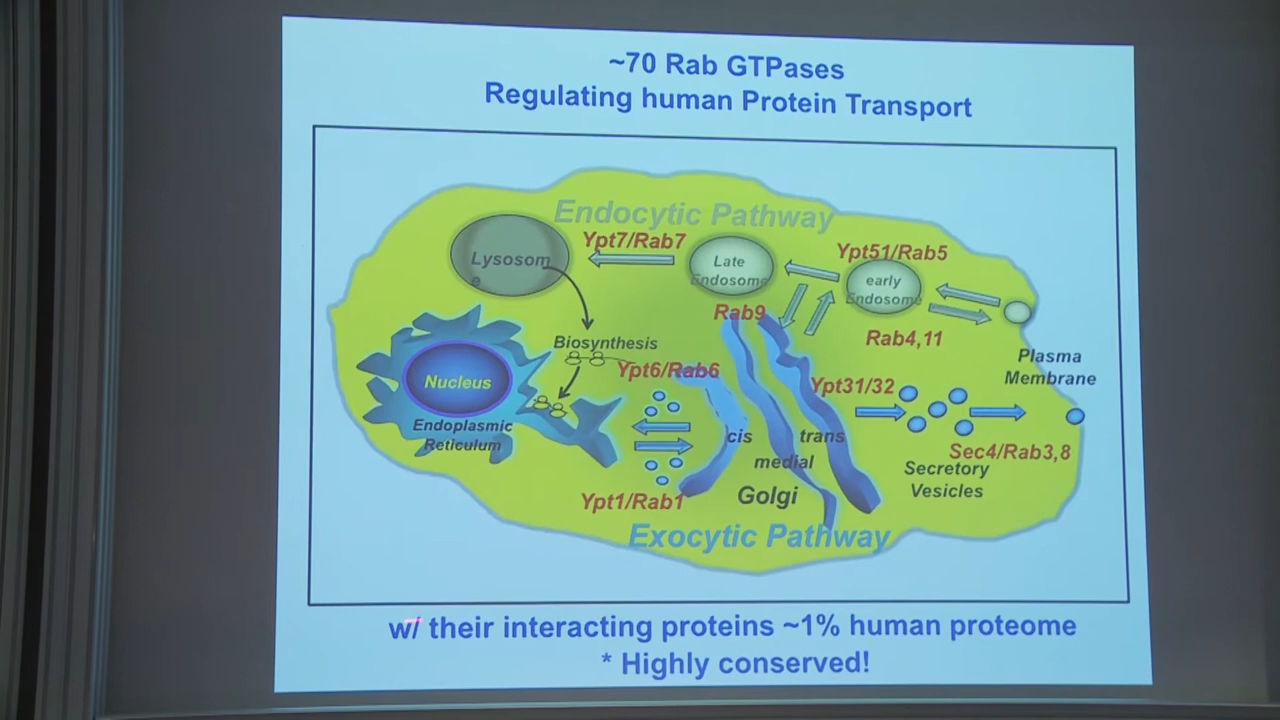 ~70 Rab GTPases
Regulating human Protein Transport
Endocytic Pathway
Ypt7/Rab7
Ypt51/Rab5
Lysosom
e
Late
Endosome
early
Endosome
Rab9
Rab4,11
Biosynthesis
Plasma
Membrane
Ypt6/Rab6
Nucleus
Ypt31/32
Endoplasmic
Reticulum
cis
trans
medial
Sec4/Rab3,8
Secretory
Vesicles
Golgi
Ypt1/Rab1
Exocytic Pathway
w/ their interacting proteins ~1% human proteome
* Highly conserved!